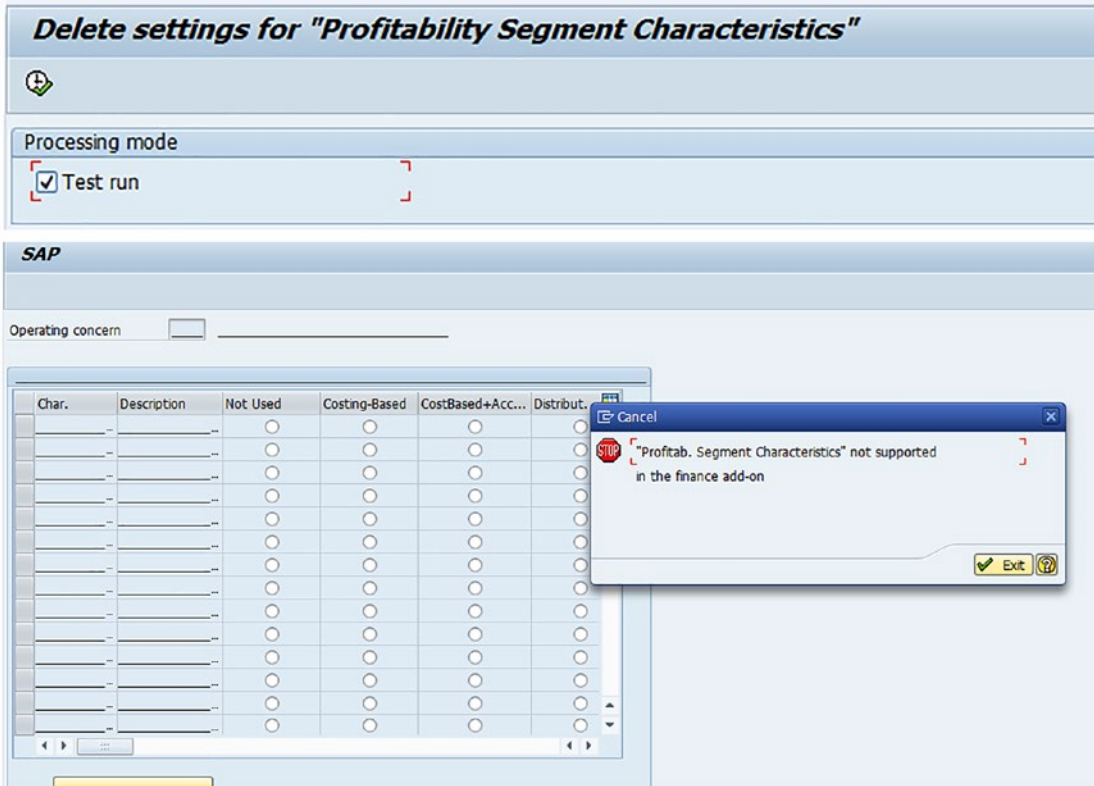 Delete settings for "Profitability Segment Characteristics"
Processing mode
Test run
SAP
Operating concern
Char. Description Not Used Costing-Based CostBased+Acc... Distribut.
Cancel
STOP "Profitab. Segment Characteristics" not supported
in the finance add-on
Exit